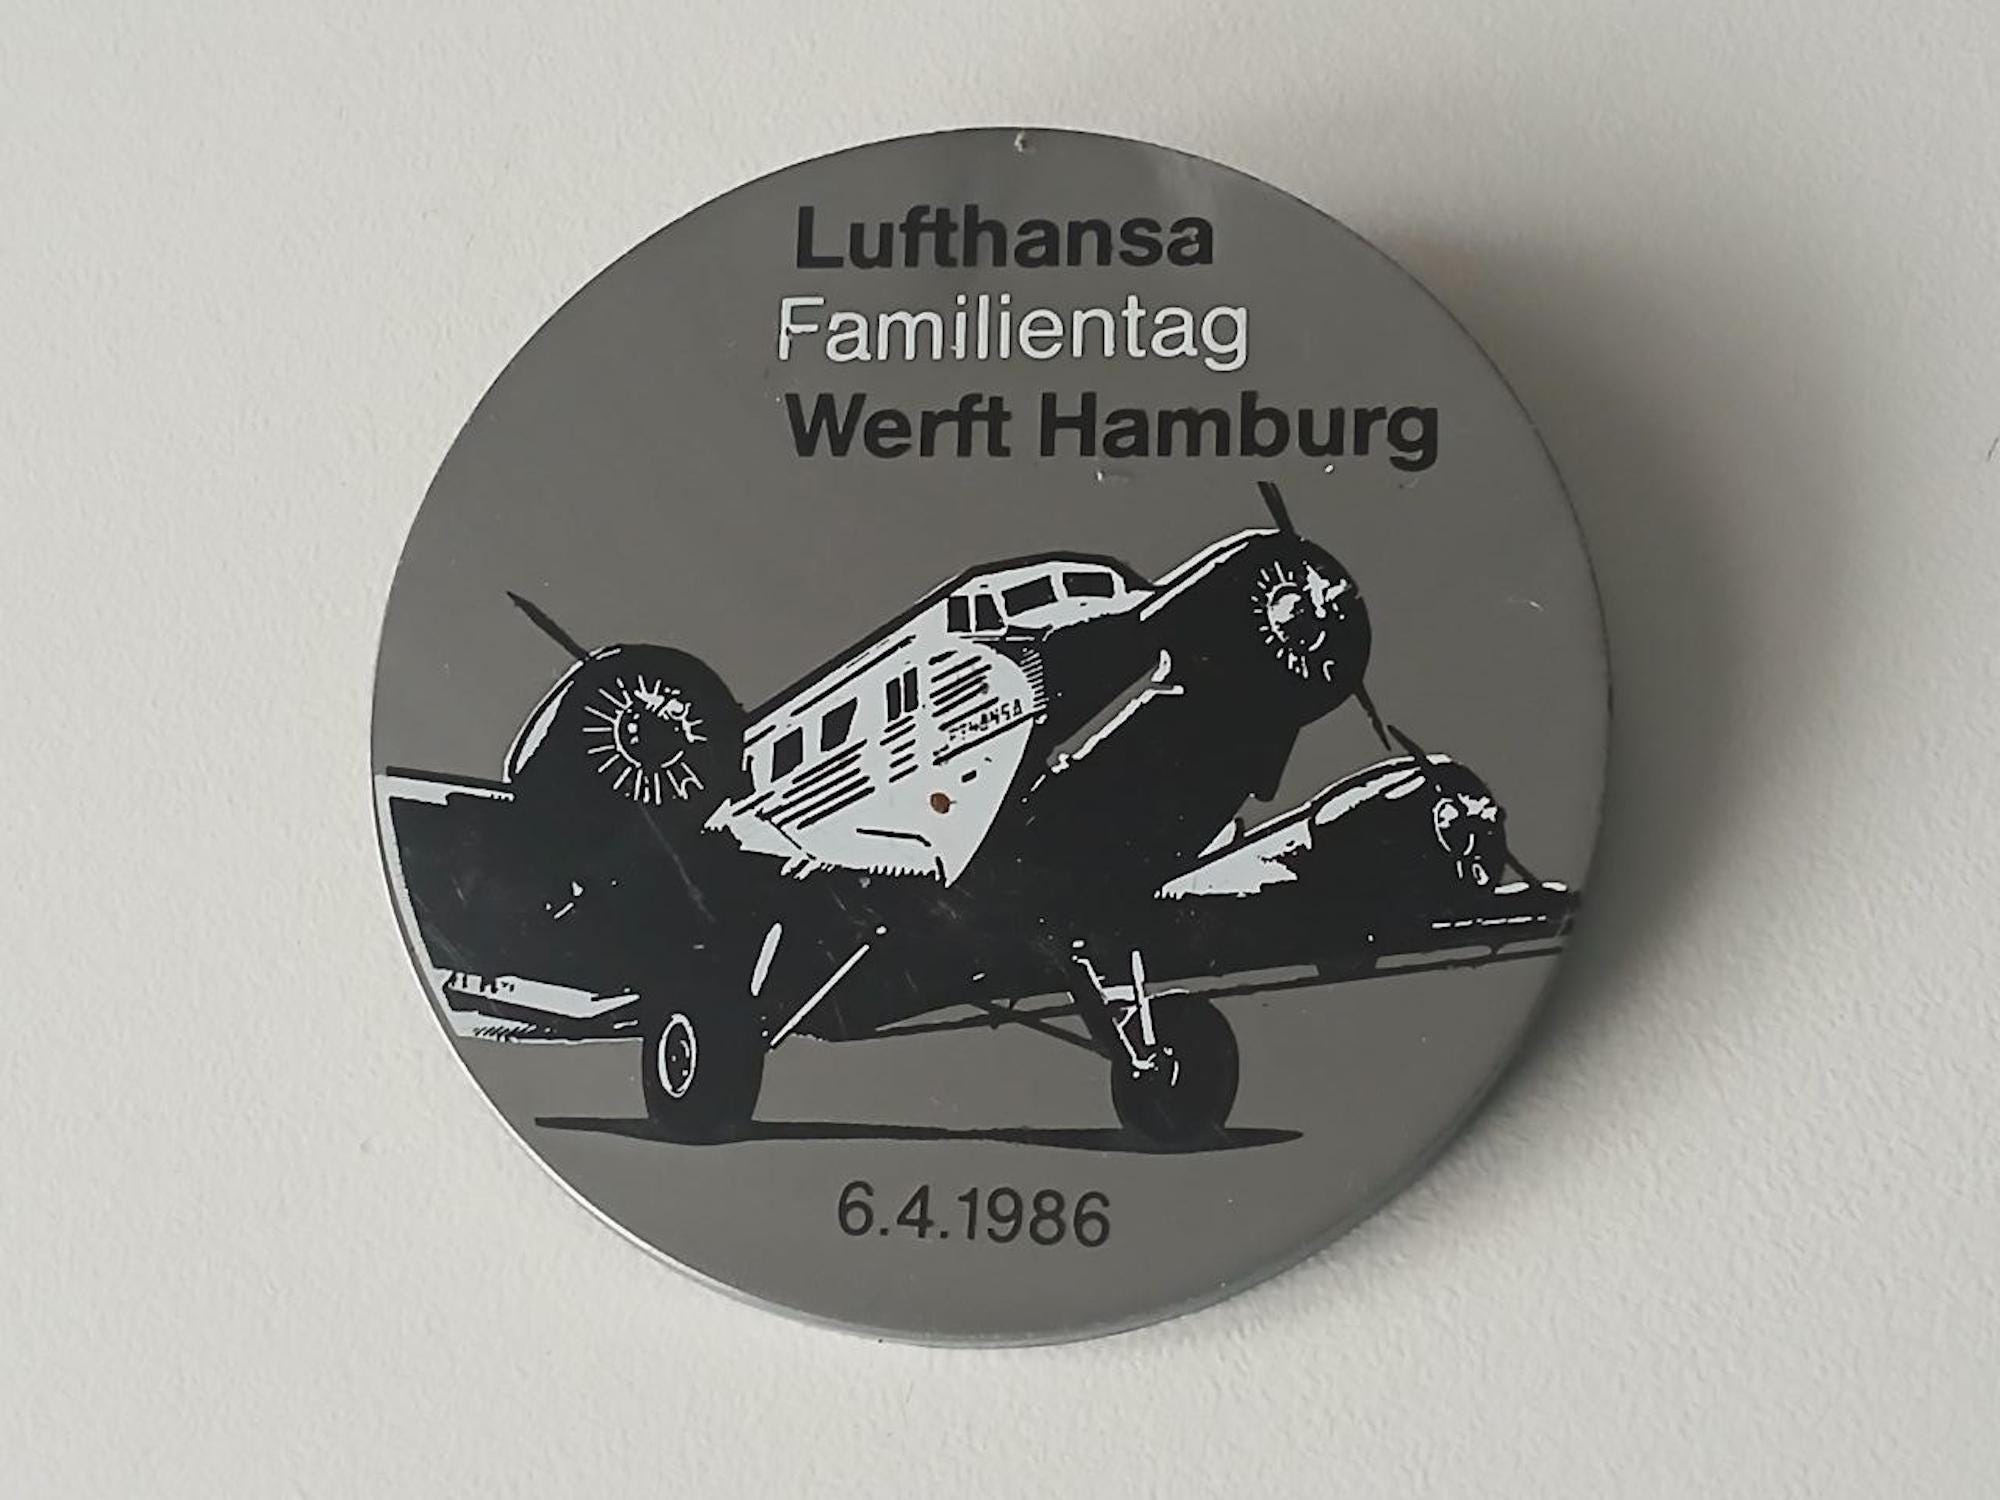 Lufthansa
Familientag
Werft Hamburg
6.4.1986